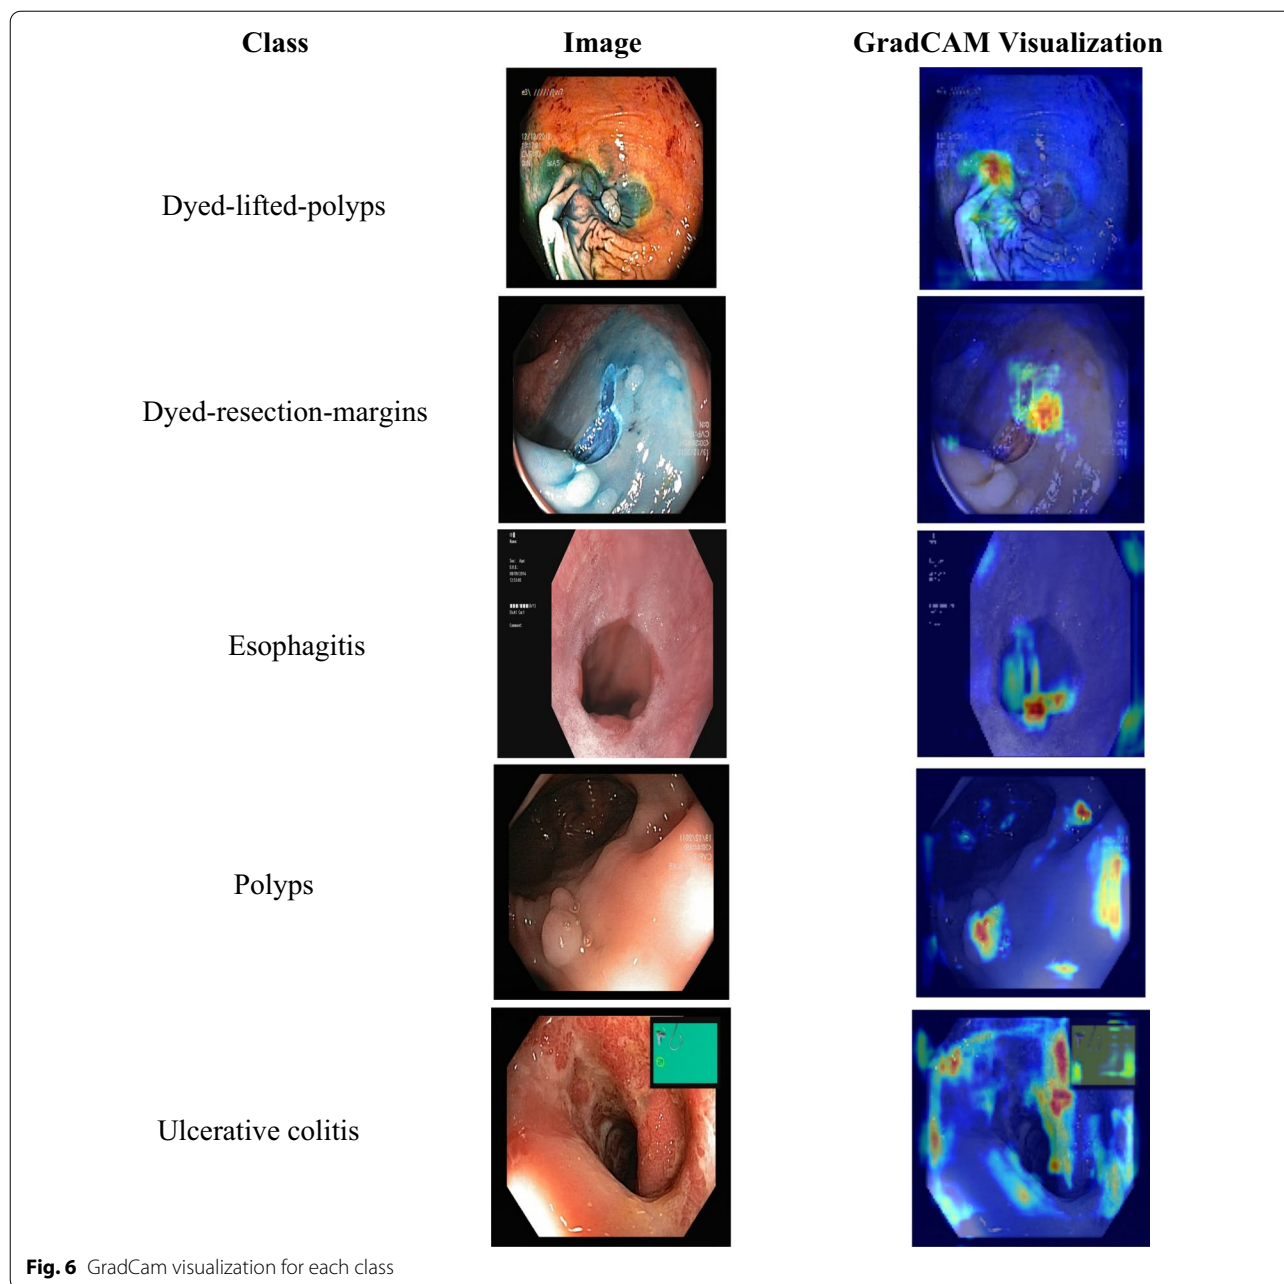 Class Image GradCAM Visualization
Dyed-lifted-polyps
Dyed-resection-margins
Esophagitis
Polyps
Ulcerative colitis
Fig. 6 GradCam visualization for each class